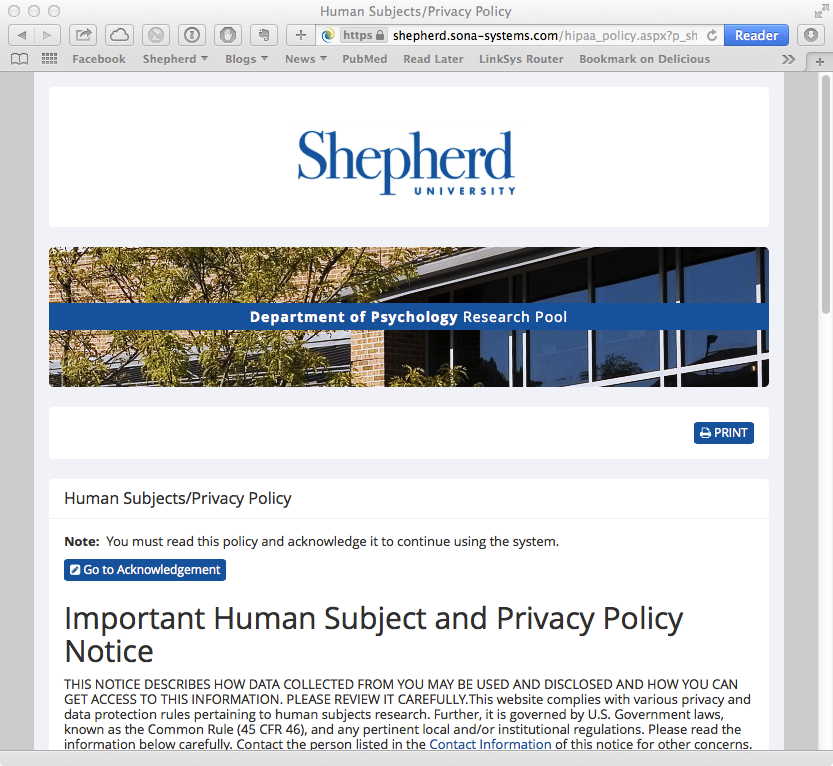 Human Subjects/Privacy Policy
https shepherd.sona-systems.com/hipaa_policy.aspx?p_sh
Reader
Facebook Shepherd Blogs News PubMed Read Later LinkSys Router Bookmark on Delicious
Shepherd
UNIVERSITY
Department of Psychology Research Pool
PRINT
Human Subjects/Privacy Policy
Note: You must read this policy and acknowledge it to continue using the system.
Go to Acknowledgement
Important Human Subject and Privacy Policy
Notice
THIS NOTICE DESCRIBES HOW DATA COLLECTED FROM YOU MAY BE USED AND DISCLOSED AND HOW YOU CAN
GET ACCESS TO THIS INFORMATION. PLEASE REVIEW IT CAREFULLY.This website complies with various privacy and
data protection rules pertaining to human subjects research. Further, it is governed by U.S. Government laws,
known as the Common Rule (45 CFR 46), and any pertinent local and/or institutional regulations. Please read the
information below carefully. Contact the person listed in the Contact Information of this notice for other concerns.